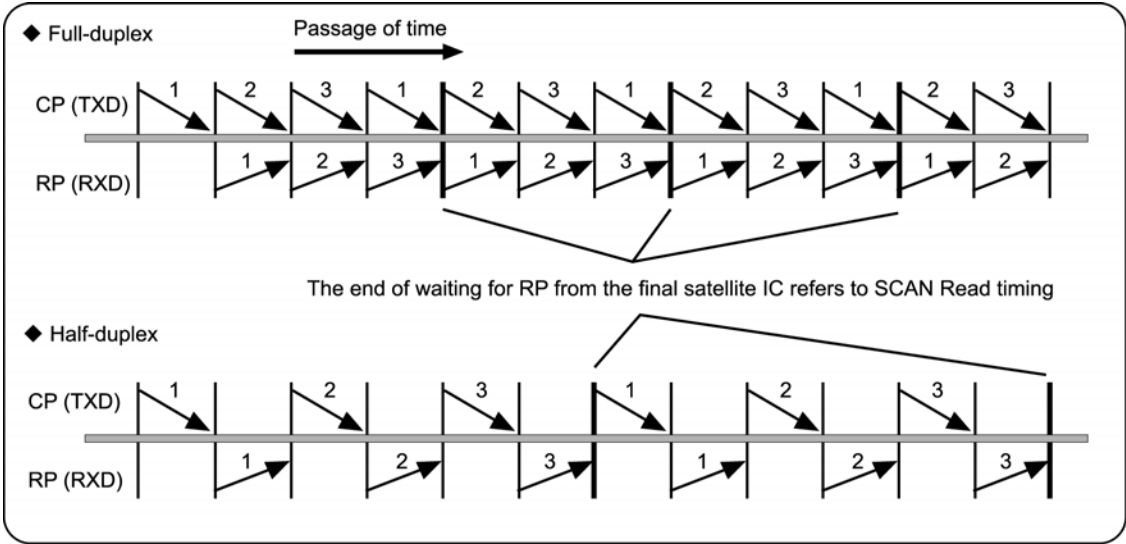 ◆ Full-duplex
Passage of time
CP (TXD)
1 2 3 1 2 3 1 2 3 1 2 3
RP (RXD)
1 2 3 1 2 3 1 2 3 1 2
The end of waiting for RP from the final satellite IC refers to SCAN Read timing
◆ Half-duplex
CP (TXD)
1 2 3 1 2 3
RP (RXD)
1 2 3 1 2 3